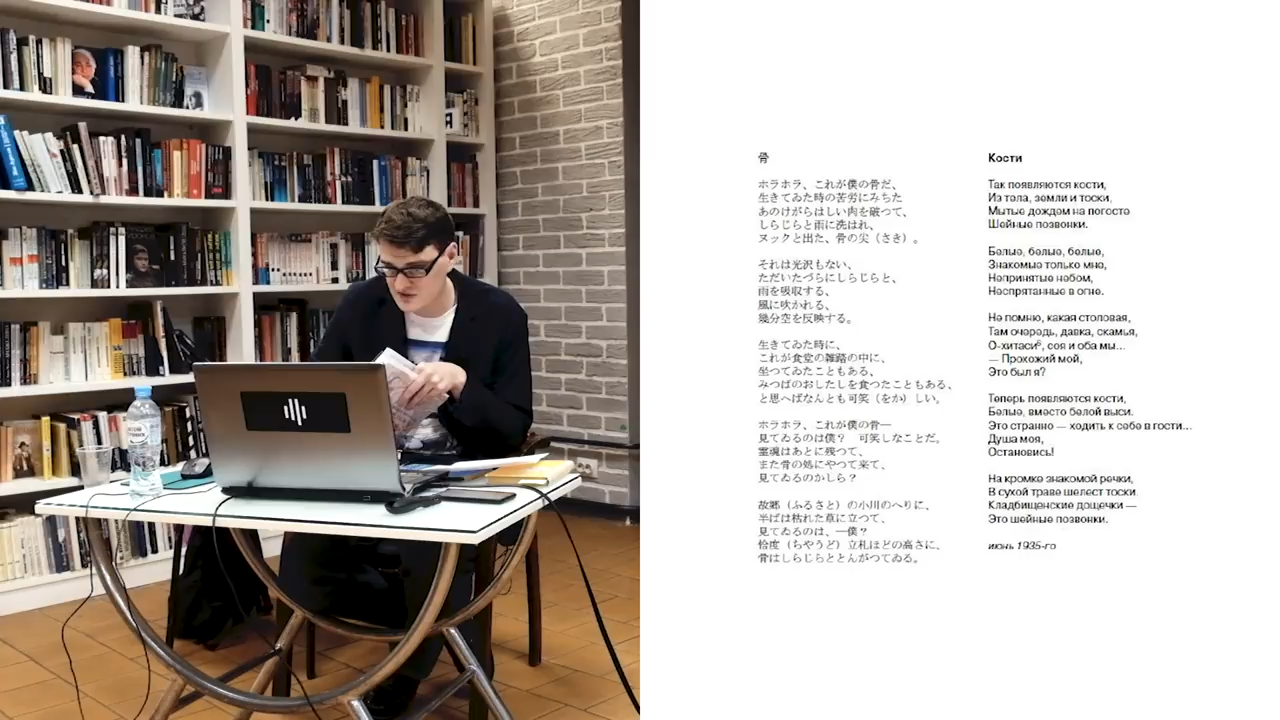 骨
ホラホラ、これが僕の骨だ、
生きてゐた時の苦労にみちた
あのけがらはしい肉を破つて、
しらじらと雨に洗はれ、
ヌックと出た、骨の尖（さき）。
それは光沢もない、
ただいたづらにしらじらと、
雨を吸収する、
風に吹かれる、
幾分空を反映する。
生きてゐた時に、
これが食堂の雑踏の中に、
坐つてゐたこともある、
みつばのおしたしを食つたこともある、
と思へばなんとも可笑（をか）しい。
ホラホラ、これが僕の骨—
見てゐるのは僕？ 可笑しなことだ。
霊魂はあとに残つて、
また骨の処にやつて来て、
見てゐるのかしら？
故郷（ふるさと）の小川のへりに、
半ばは枯れた草に立つて、
見てゐるのは、—僕？
恰度（ちやうど）立札ほどの高さに、
骨はしらじらととんがつてゐる。
Кости
Так появляются кости,
Из тела, земли и тоски,
Мытые дождем на погосте
Шейные позвонки.
Белые, белые, белые,
Знакомые только мне,
Непринятые небом,
Неспрятанные в огне.
Не помню, какая столовая,
Там очередь, давка, скамья,
О-хитаси⁶, соя и оба мы...
— Прохожий мой,
Это был я?
Теперь появляются кости,
Белые, вместо белой выси.
Это странно — ходить к себе в гости...
Душа моя,
Остановись!
На кромке знакомой речки,
В сухой траве шелест тоски.
Кладбищенские дощечки —
Это шейные позвонки.
июнь 1935-го